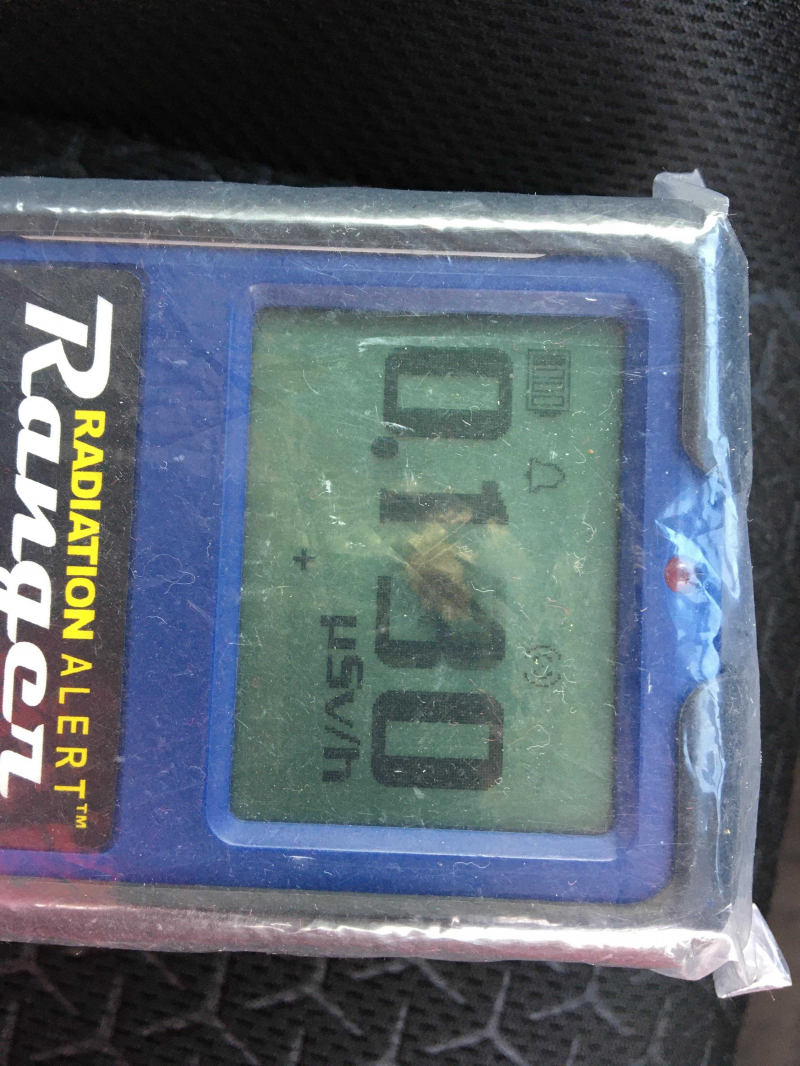 0.130
µSv/h
+
RADIATION ALERT™
Ranger